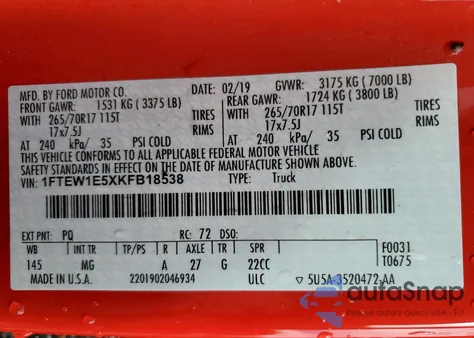 MFD. BY FORD MOTOR CO.
DATE: 02/19 GVWR: 3175 KG (7000 LB)
FRONT GAWR: 1531 KG (3375 LB) REAR GAWR: 1724 KG (3800 LB)
WITH 265/70R17 115T TIRES WITH 265/70R17 115T TIRES
17x7.5J RIMS 17x7.5J RIMS
AT 240 kPa/ 35 PSI COLD AT 240 kPa/ 35 PSI COLD
THIS VEHICLE CONFORMS TO ALL APPLICABLE FEDERAL MOTOR VEHICLE
SAFETY STANDARDS IN EFFECT ON THE DATE OF MANUFACTURE SHOWN ABOVE.
VIN: 1FTEW1E5XKFB18538 TYPE: Truck
EXT PNT: PQ RC: 72 DSO: F0031
WB INT TR TP/PS R AXLE TR SPR T0675
145 MG A 27 G 22CC
MADE IN U.S.A. 2201902046934 ULC ▽ 5U5A-3520472-AA
autoSnap